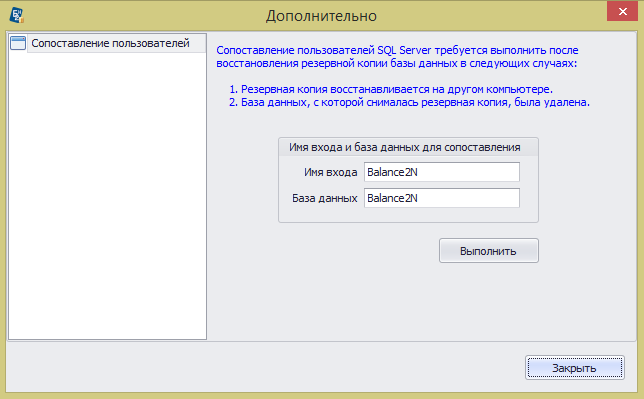 Дополнительно
Сопоставление пользователей
Сопоставление пользователей SQL Server требуется выполнить после
восстановления резервной копии базы данных в следующих случаях:
1. Резервная копия восстанавливается на другом компьютере.
2. База данных, с которой снималась резервная копия, была удалена.
Имя входа и база данных для сопоставления
Имя входа Balance2N
База данных Balance2N
Выполнить
Закрыть